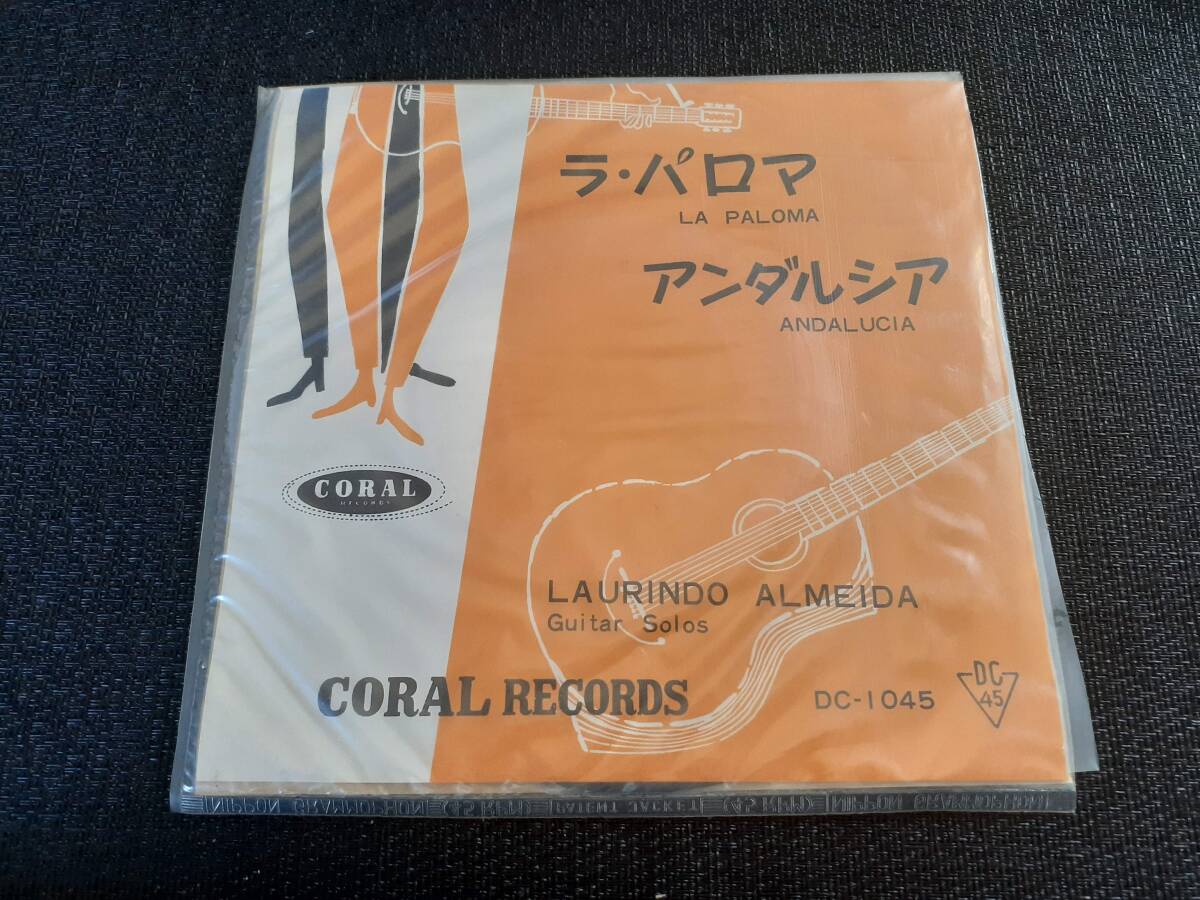 ラ・パロマ
LA PALOMA
アンダルシア
ANDALUCIA
CORAL
RECORDS
LAURINDO ALMEIDA
Guitar Solos
CORAL RECORDS
DC-1045
DC
45